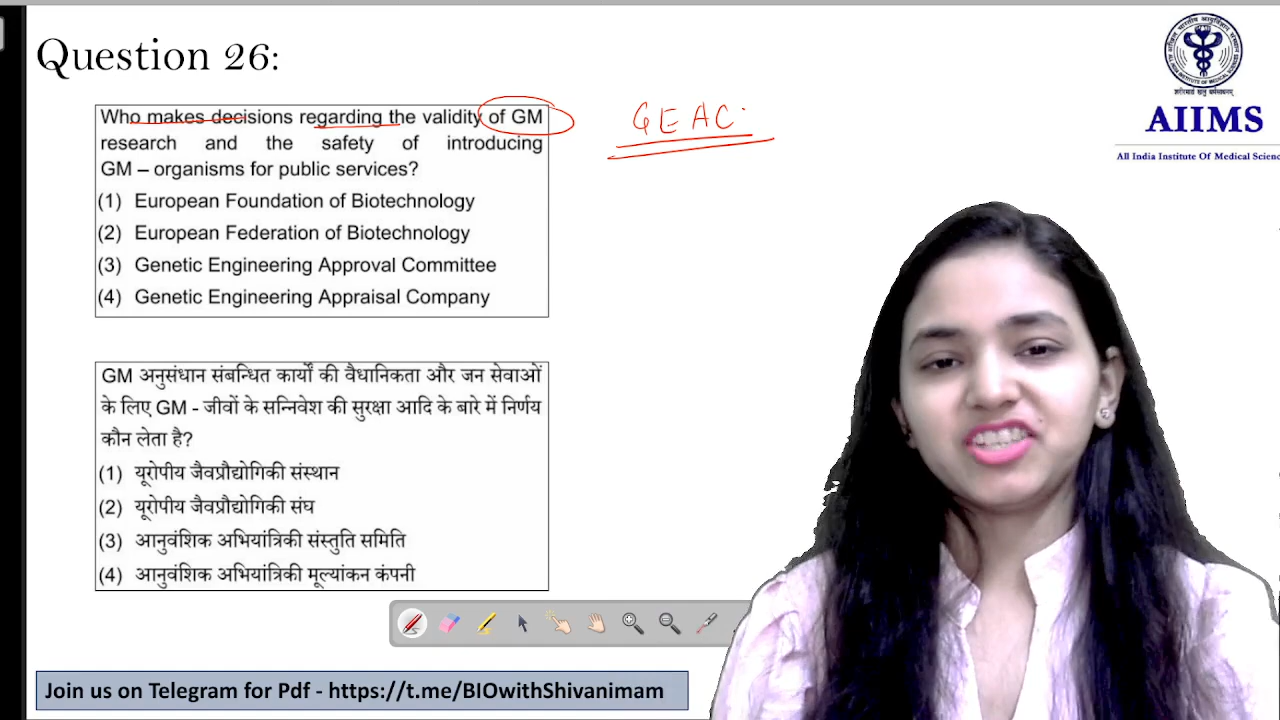 Question 26:
Who makes decisions regarding the validity of GM
research and the safety of introducing
GM – organisms for public services?
(1) European Foundation of Biotechnology
(2) European Federation of Biotechnology
(3) Genetic Engineering Approval Committee
(4) Genetic Engineering Appraisal Company
GEAC
GM अनुसंधान संबन्धित कार्यों की वैधानिकता और जन सेवाओं
के लिए GM - जीवों के सन्निवेश की सुरक्षा आदि के बारे में निर्णय
कौन लेता है?
(1) यूरोपीय जैवप्रौद्योगिकी संस्थान
(2) यूरोपीय जैवप्रौद्योगिकी संघ
(3) आनुवंशिक अभियांत्रिकी संस्तुति समिति
(4) आनुवंशिक अभियांत्रिकी मूल्यांकन कंपनी
Join us on Telegram for Pdf - https://t.me/BIOwithShivanimam
AIIMS
All India Institute Of Medical Scienc